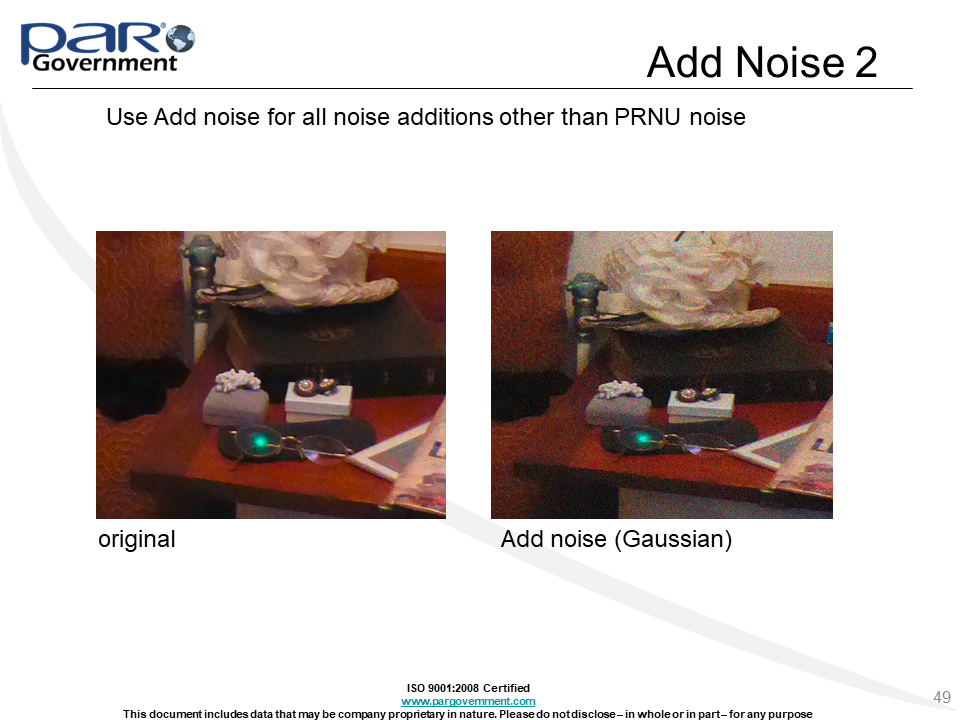 PAR® Government
Add Noise 2
Use Add noise for all noise additions other than PRNU noise
original
Add noise (Gaussian)
ISO 9001:2008 Certified
www.pargovernment.com
This document includes data that may be company proprietary in nature. Please do not disclose – in whole or in part – for any purpose
49